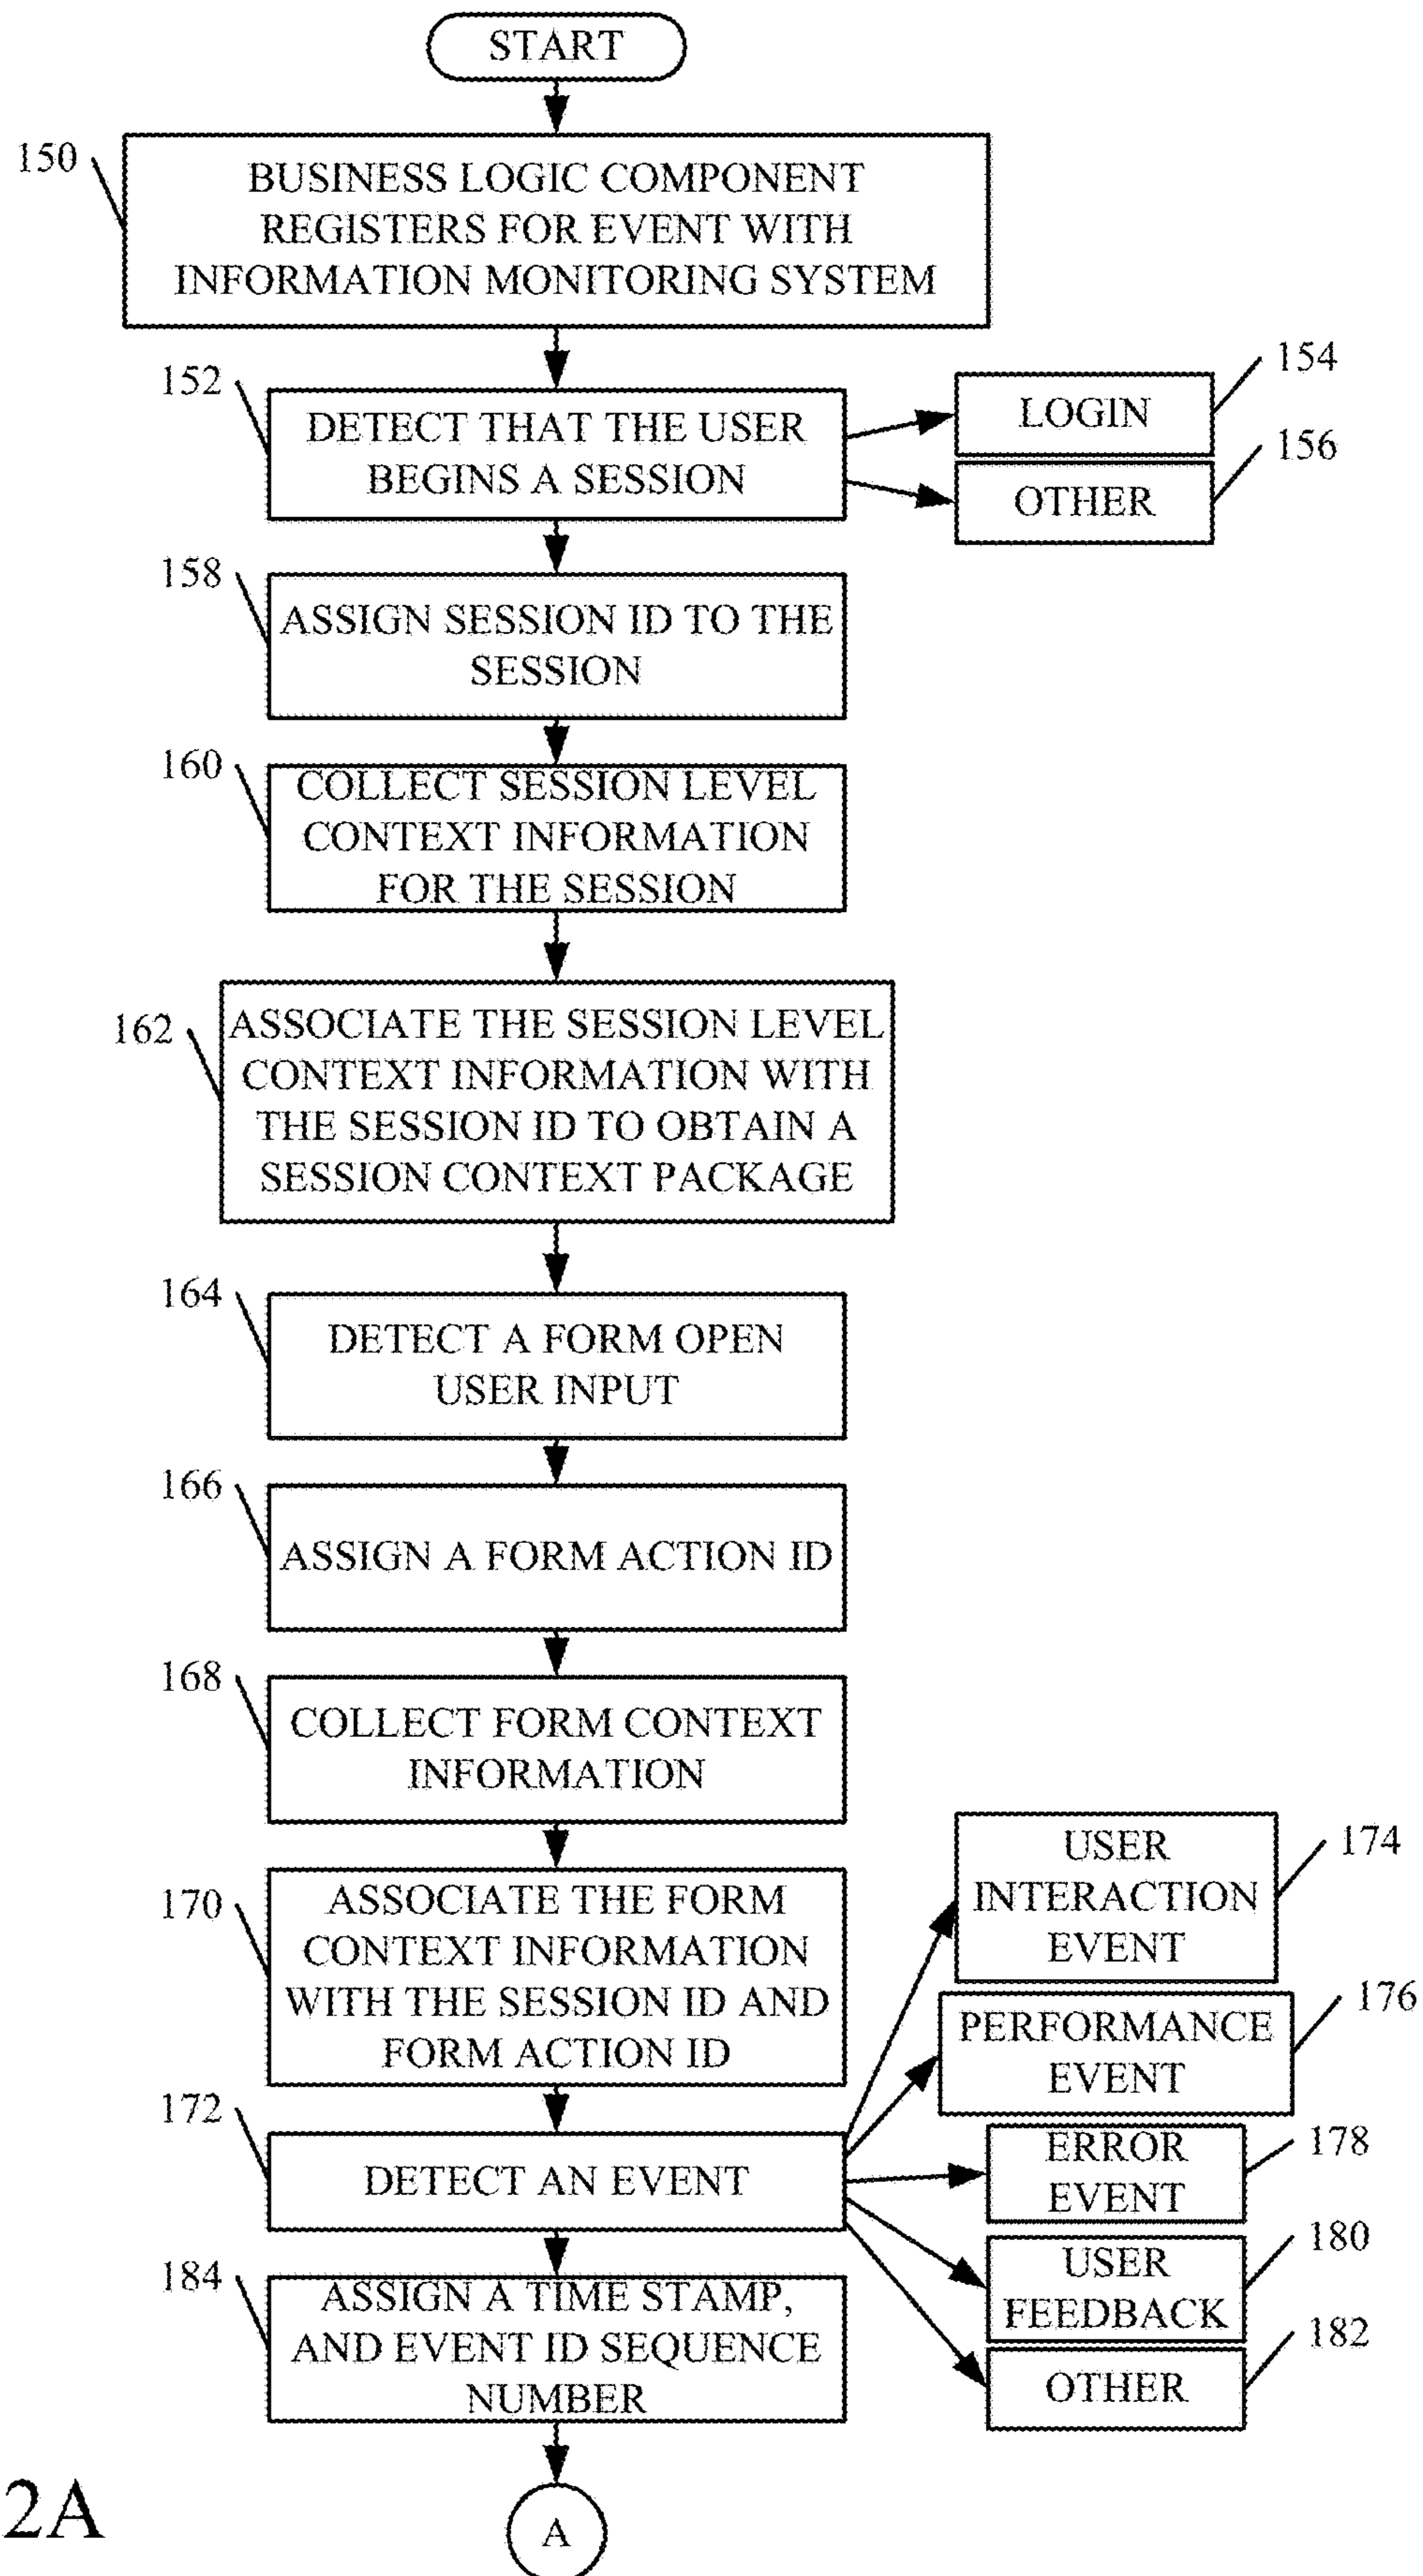 START
150
BUSINESS LOGIC COMPONENT
REGISTERS FOR EVENT WITH
INFORMATION MONITORING SYSTEM
152
DETECT THAT THE USER
BEGINS A SESSION
154
LOGIN
156
OTHER
158
ASSIGN SESSION ID TO THE
SESSION
160
COLLECT SESSION LEVEL
CONTEXT INFORMATION
FOR THE SESSION
162
ASSOCIATE THE SESSION LEVEL
CONTEXT INFORMATION WITH
THE SESSION ID TO OBTAIN A
SESSION CONTEXT PACKAGE
164
DETECT A FORM OPEN
USER INPUT
166
ASSIGN A FORM ACTION ID
168
COLLECT FORM CONTEXT
INFORMATION
170
ASSOCIATE THE FORM
CONTEXT INFORMATION
WITH THE SESSION ID AND
FORM ACTION ID
172
DETECT AN EVENT
174
USER
INTERACTION
EVENT
176
PERFORMANCE
EVENT
178
ERROR
EVENT
180
USER
FEEDBACK
182
OTHER
184
ASSIGN A TIME STAMP,
AND EVENT ID SEQUENCE
NUMBER
A
2A